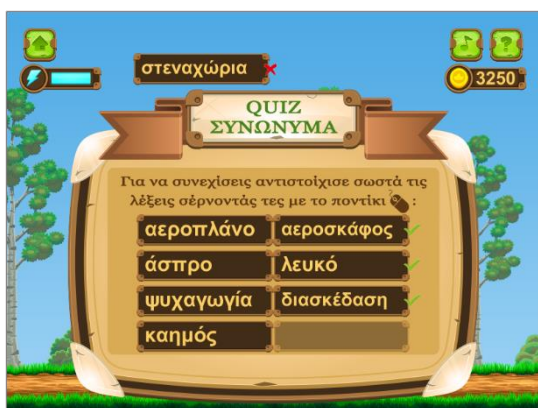 στεναχώρια
3250
QUIZ
ΣΥΝΩΝΥΜΑ
Για να συνεχίσεις αντιστοίχισε σωστά τις
λέξεις σέρνοντάς τες με το ποντίκι :
αεροπλάνο αεροσκάφος
άσπρο λευκό
ψυχαγωγία διασκέδαση
καημός